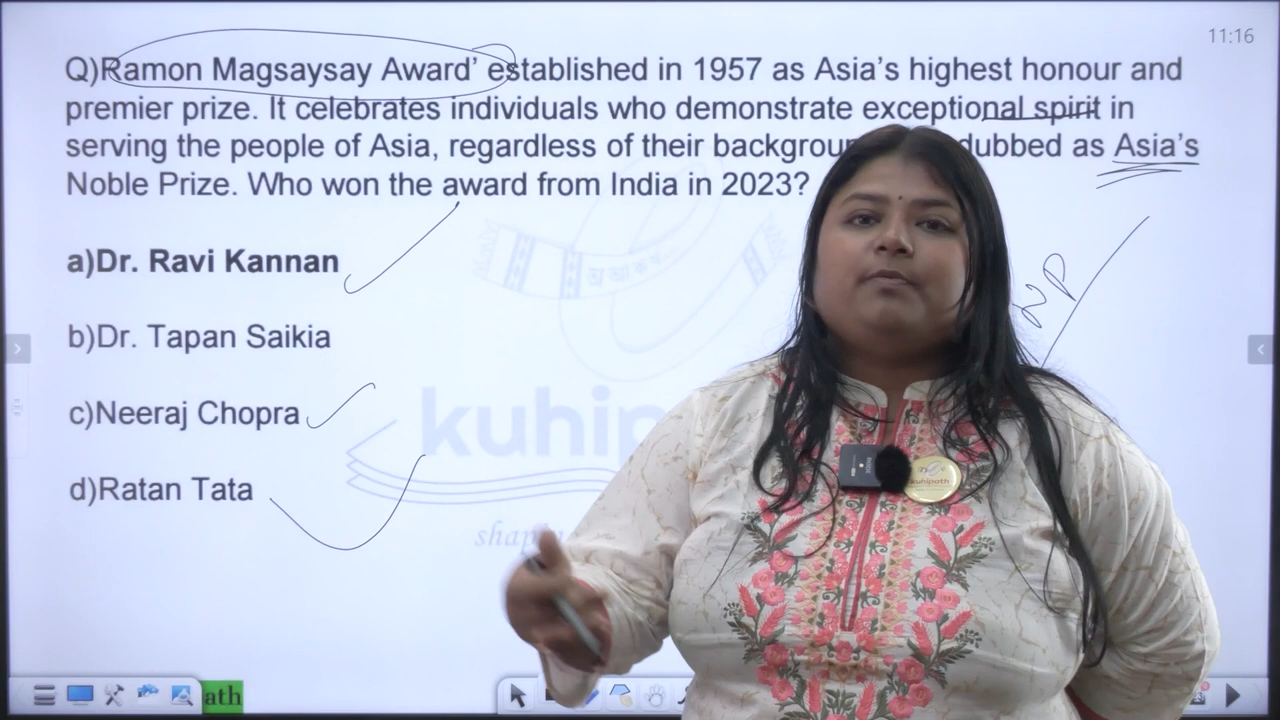 11:16
Q)Ramon Magsaysay Award’ established in 1957 as Asia’s highest honour and
premier prize. It celebrates individuals who demonstrate exceptional spirit in
serving the people of Asia, regardless of their dubbed as Asia’s
Noble Prize. Who won the award from India in 2023?
a)Dr. Ravi Kannan
b)Dr. Tapan Saikia
c)Neeraj Chopra
d)Ratan Tata
NP
kuhipath
ath